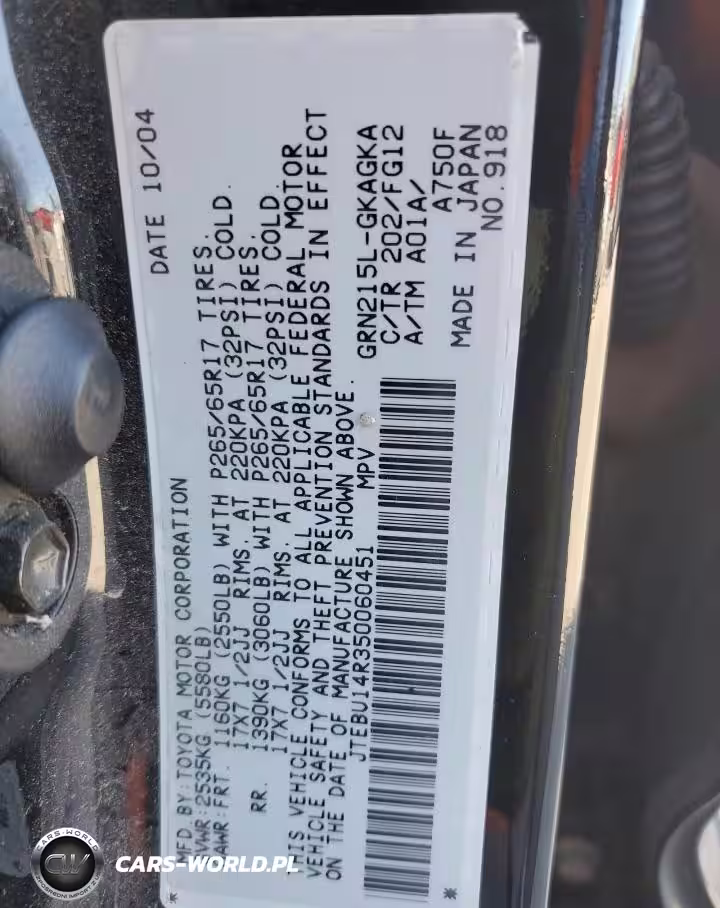 MFD. BY: TOYOTA MOTOR CORPORATION DATE 10/04
GVWR: 2535KG (5580LB)
GAWR: FRT. 1160KG (2550LB) WITH P265/65R17 TIRES.
17X7 1/2JJ RIMS. AT 220KPA (32PSI) COLD.
RR. 1390KG (3060LB) WITH P265/65R17 TIRES.
17X7 1/2JJ RIMS. AT 220KPA (32PSI) COLD.
THIS VEHICLE CONFORMS TO ALL APPLICABLE FEDERAL MOTOR
VEHICLE SAFETY AND THEFT PREVENTION STANDARDS IN EFFECT
ON THE DATE OF MANUFACTURE SHOWN ABOVE.
JTEBU14R350060451 MPV GRN215L-GKAGKA
C/TR 202/FG12
A/TM A01A/
A750F
MADE IN JAPAN
NO.918
CARS-WORLD
CW
CARS-WORLD.PL